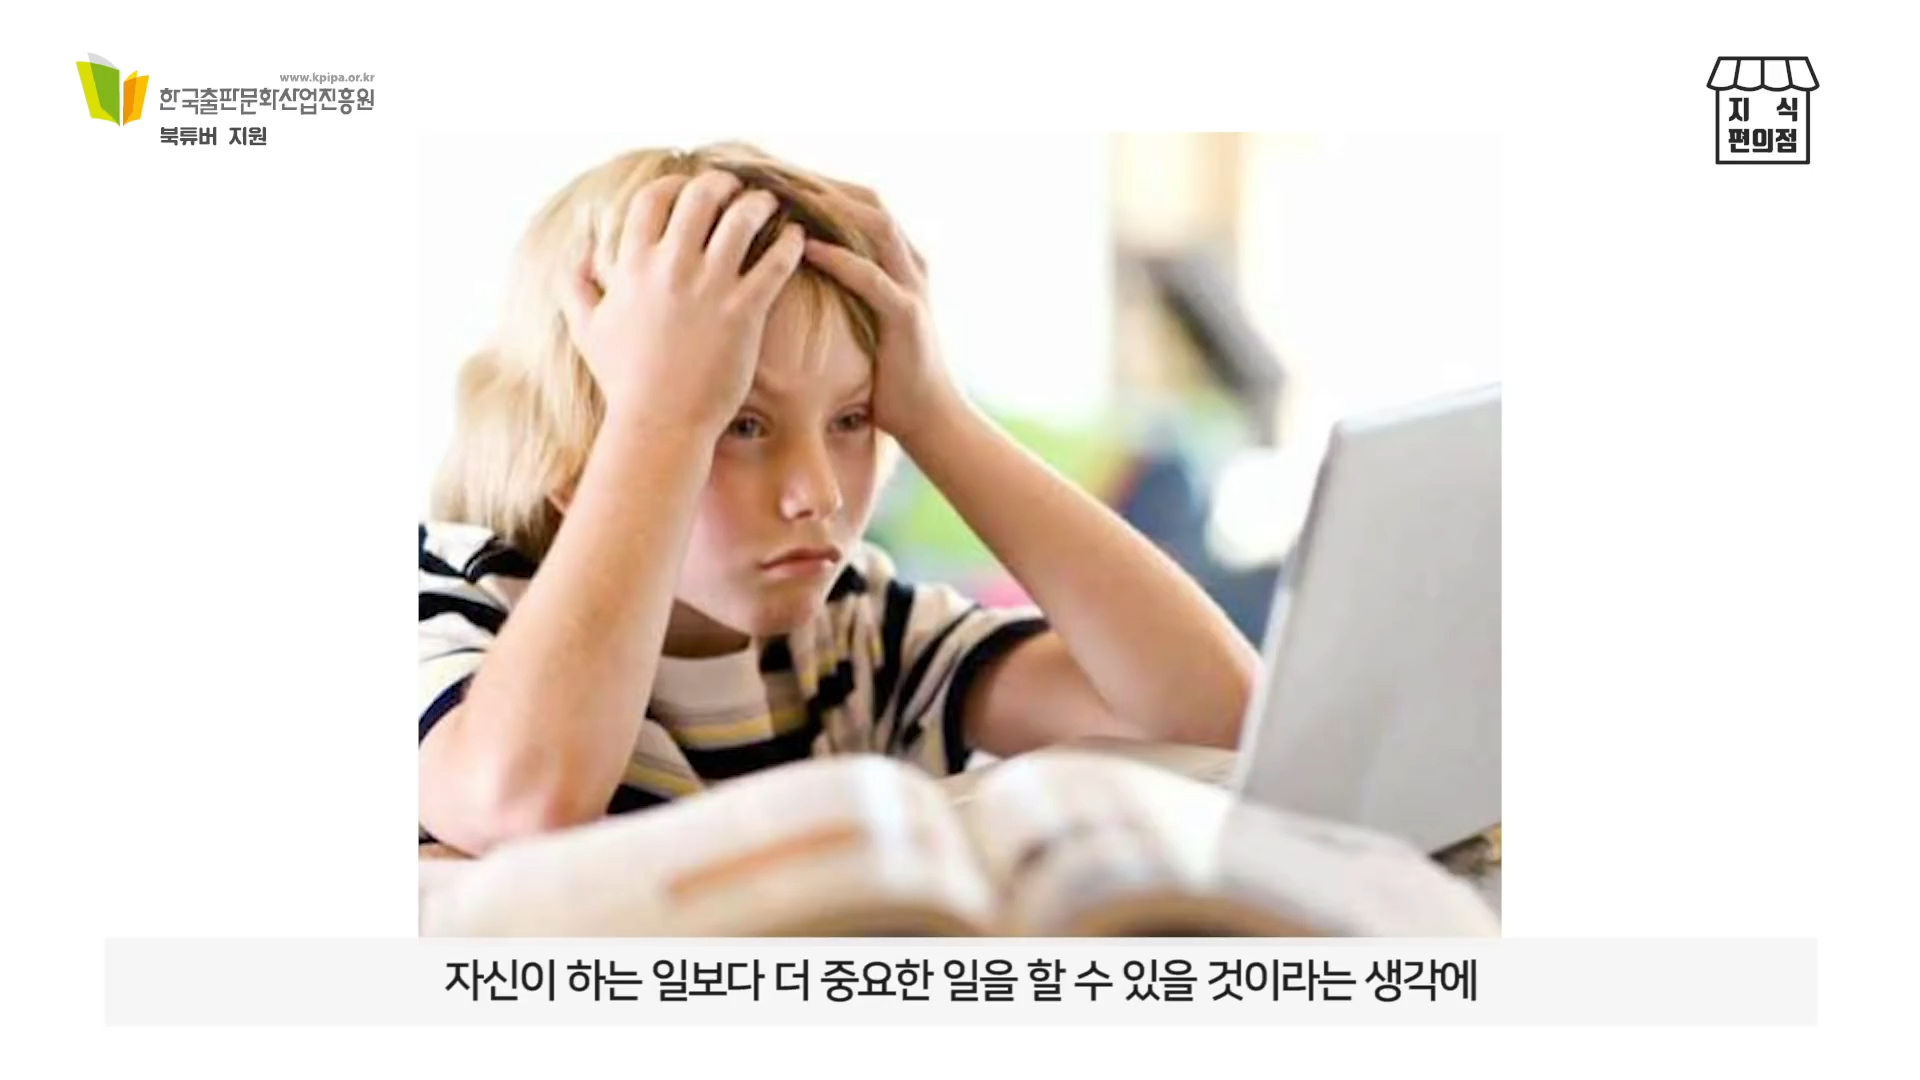 www.kpipa.or.kr
한국출판문화산업진흥원
북튜버 지원
지 식
편의점
자신이 하는 일보다 더 중요한 일을 할 수 있을 것이라는 생각에